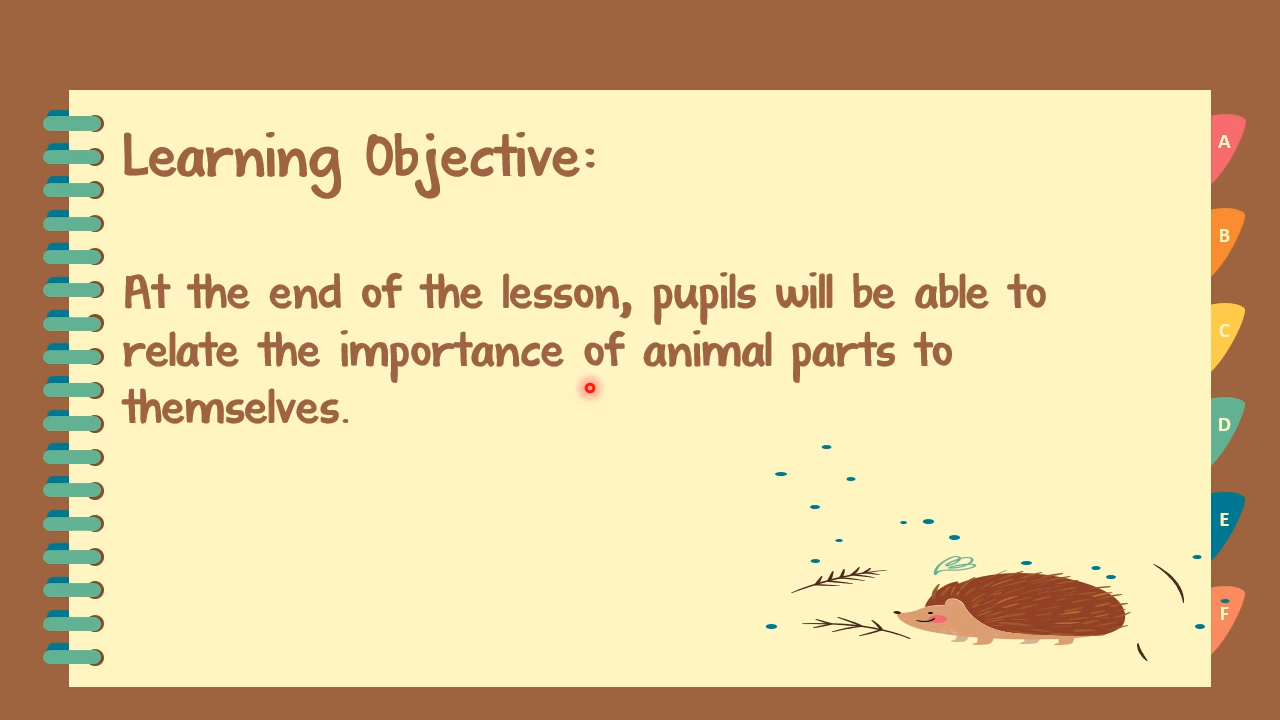 Learning Objective:
At the end of the lesson, pupils will be able to
relate the importance of animal parts to
themselves.
A
B
C
D
E
F